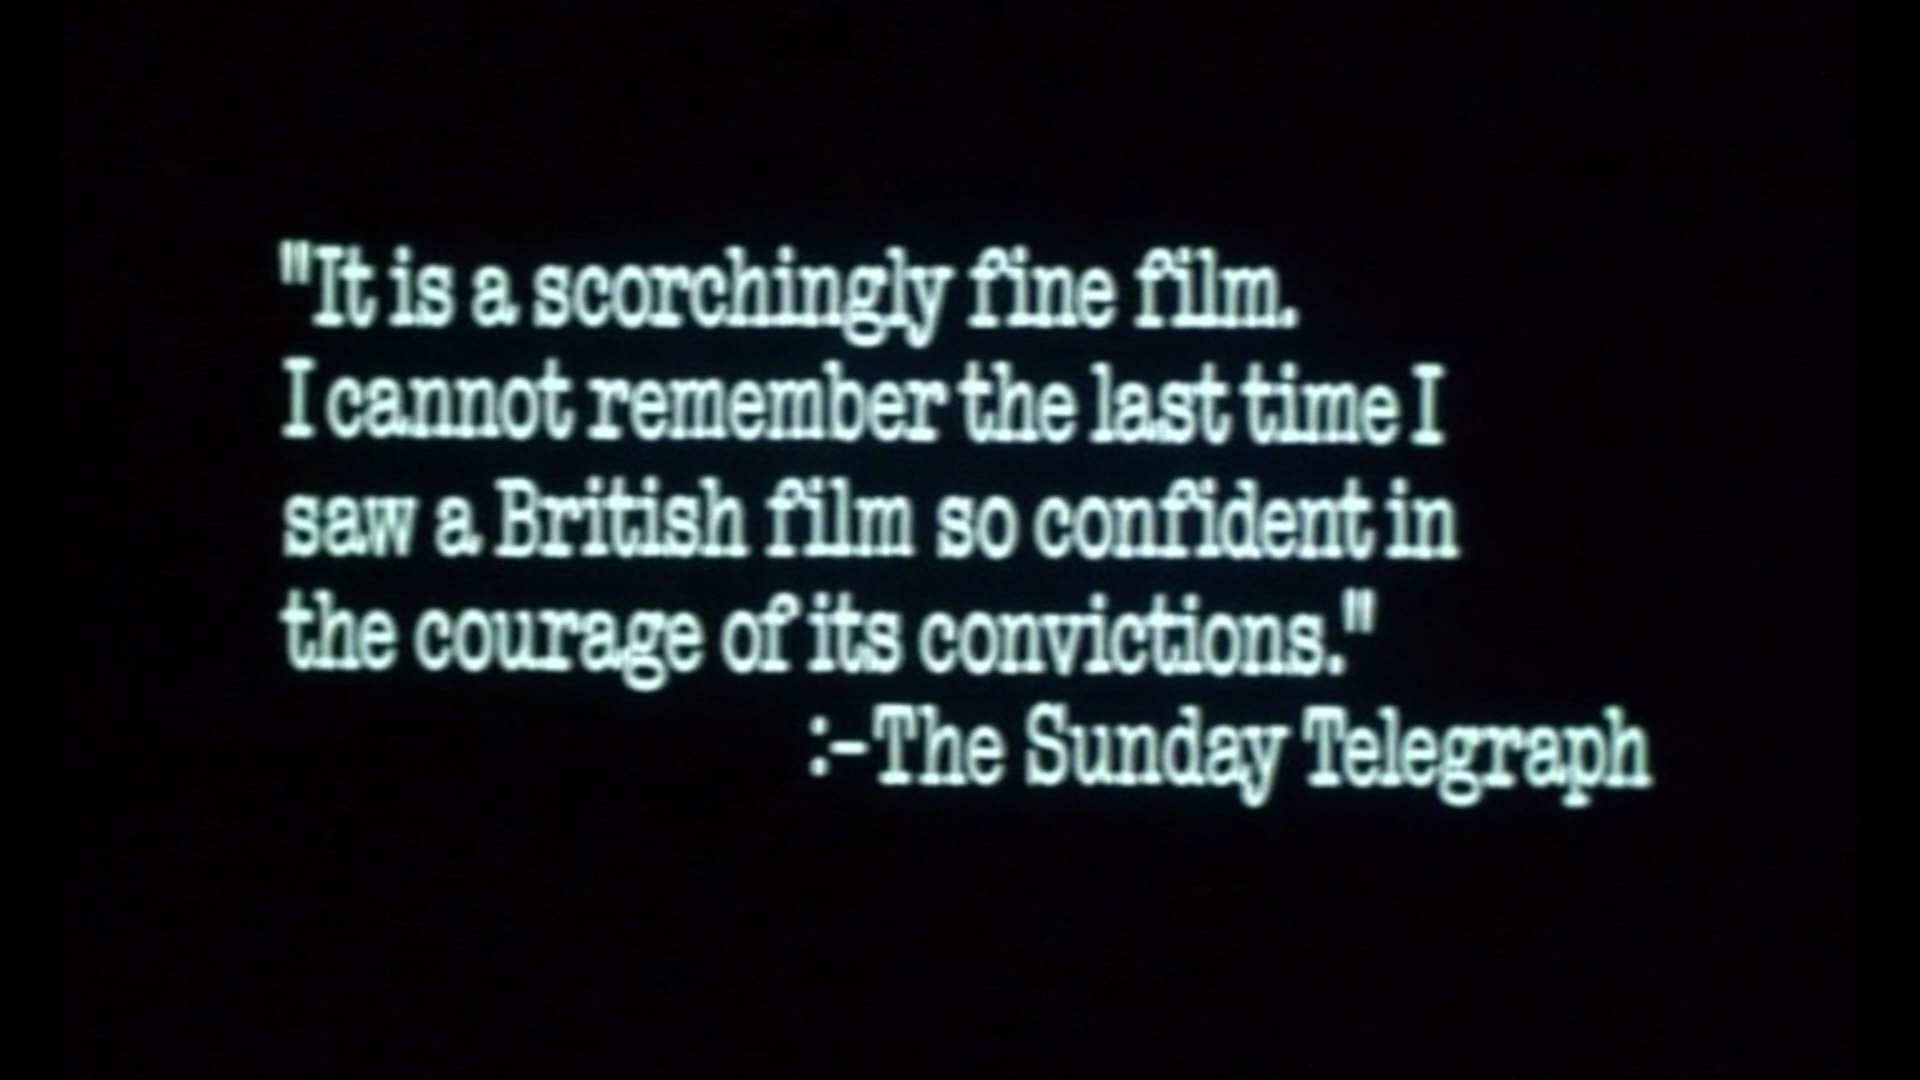 "It is a scorchingly fine film.
I cannot remember the last time I
saw a British film so confident in
the courage of its convictions."
:-The Sunday Telegraph